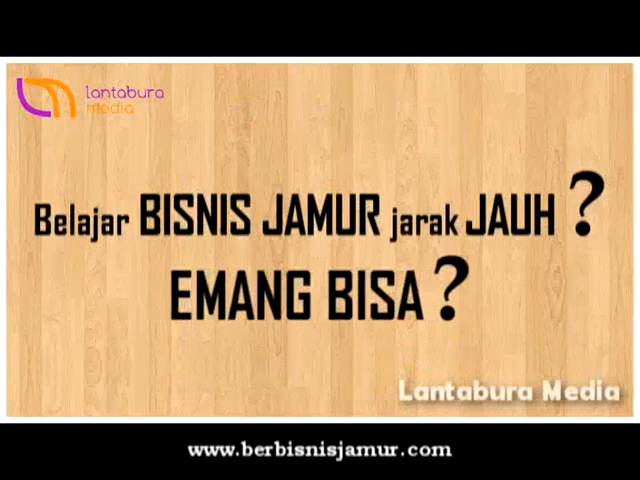 lantabura
media
Belajar BISNIS JAMUR jarak JAUH ?
EMANG BISA ?
Lantabura Media
www.berbisnisjamur.com